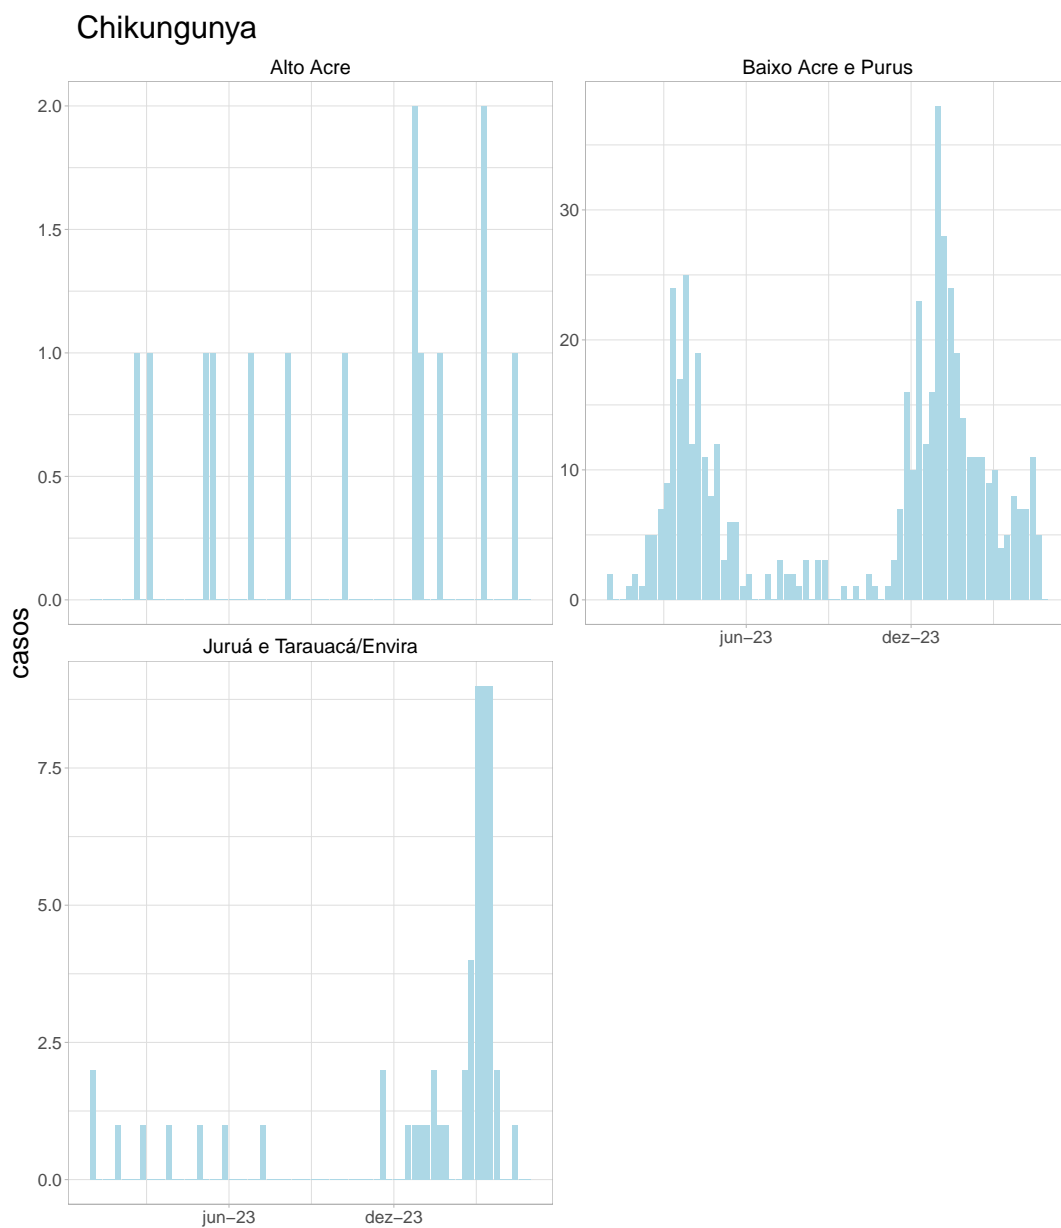 Chikungunya
Alto Acre
Baixo Acre e Purus
2.0
1.5
1.0
0.5
0.0
30
20
10
0
jun−23
dez−23
casos
Juruá e Tarauacá/Envira
7.5
5.0
2.5
0.0
jun−23
dez−23